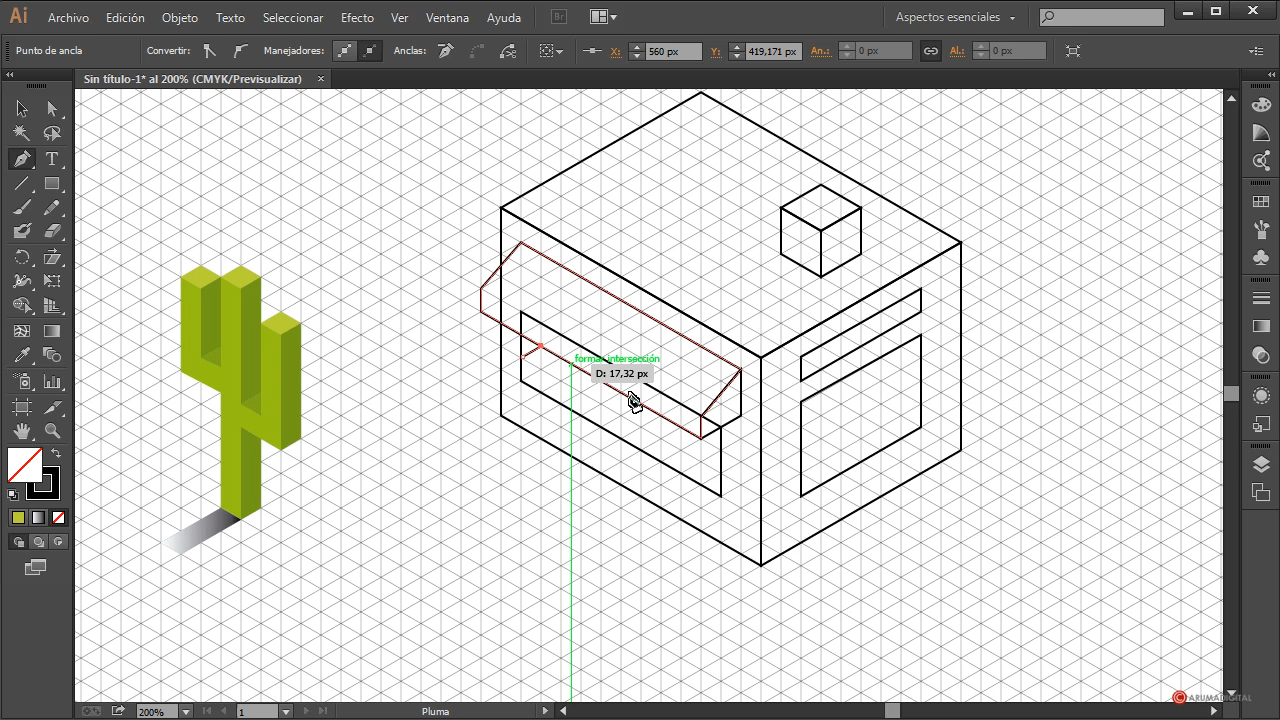 Ai Archivo Edición Objeto Texto Seleccionar Efecto Ver Ventana Ayuda Br Aspectos esenciales
Punto de ancla Convertir: Manejadores: Anclas: X: 560 px Y: 419,171 px An.: 0 px Al.: 0 px
Sin título-1* al 200% (CMYK/Previsualizar) ×
formar intersección
D: 17,32 px
© ARUMADIGITAL
200% 1 Pluma